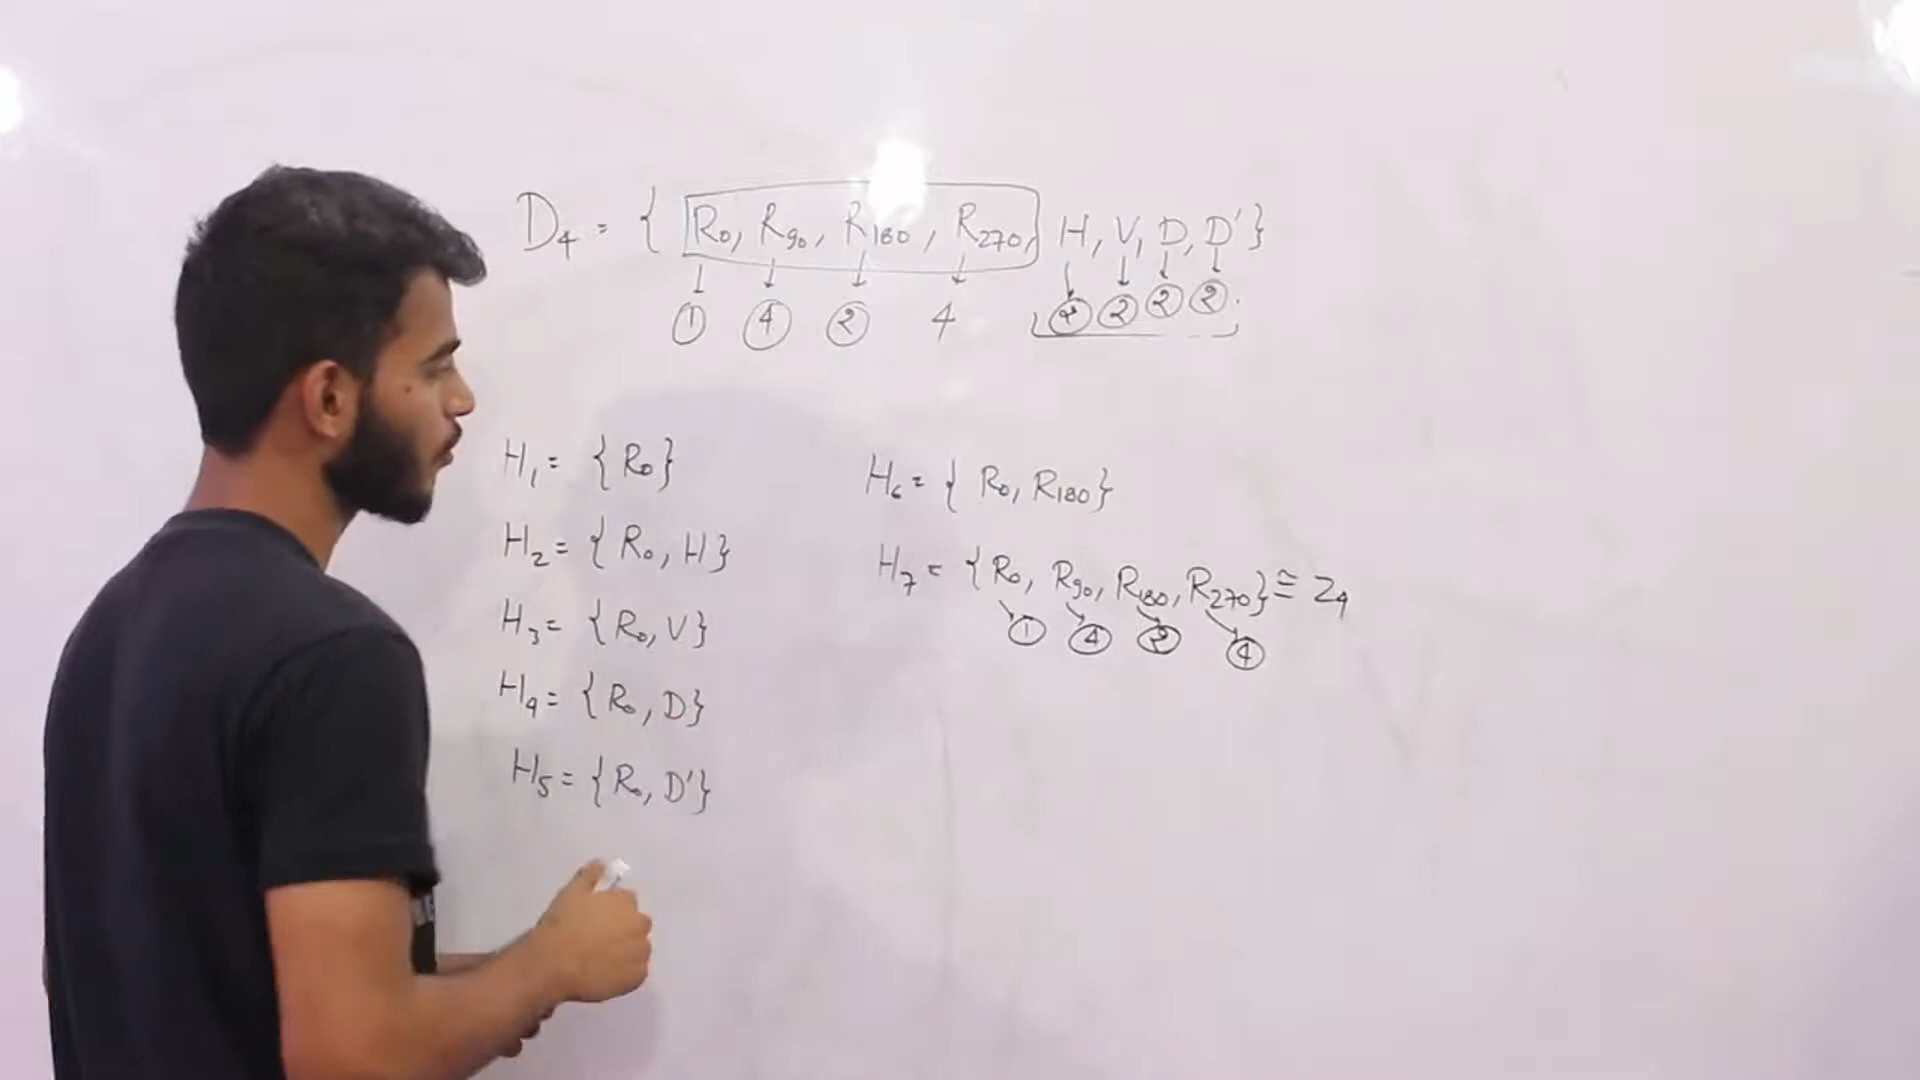 D₄ = { R₀, R₉₀, R₁₈₀, R₂₇₀, H, V, D, D' }
↓ ↓ ↓ ↓ ↓ ↓ ↓ ↓
① ④ ② 4 ② ② ② ②
H₁ = { R₀ }
H₂ = { R₀, H }
H₃ = { R₀, V }
H₄ = { R₀, D }
H₅ = { R₀, D' }
H₆ = { R₀, R₁₈₀ }
H₇ = { R₀, R₉₀, R₁₈₀, R₂₇₀ } ≅ Z₄
① ④ ② ④